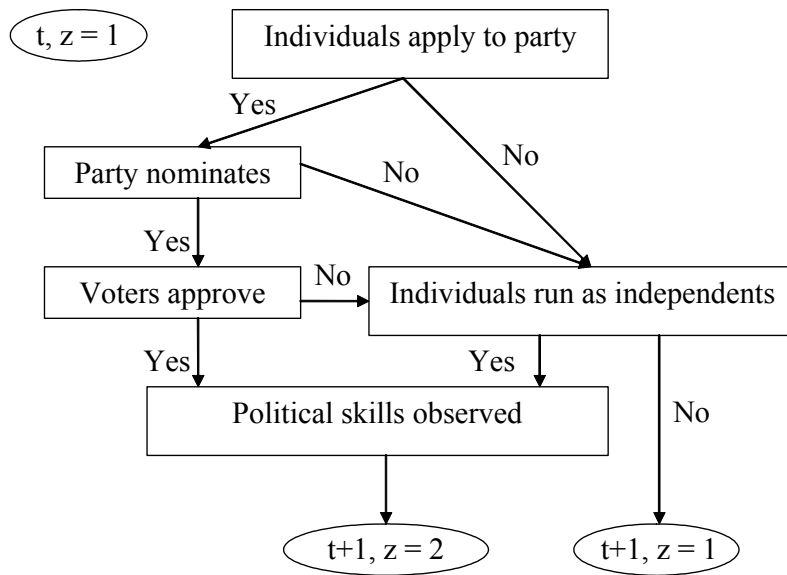 t, z = 1
Individuals apply to party
Yes
No
Party nominates
No
Yes
Voters approve
No
Individuals run as independents
Yes
Yes
No
Political skills observed
t+1, z = 2
t+1, z = 1